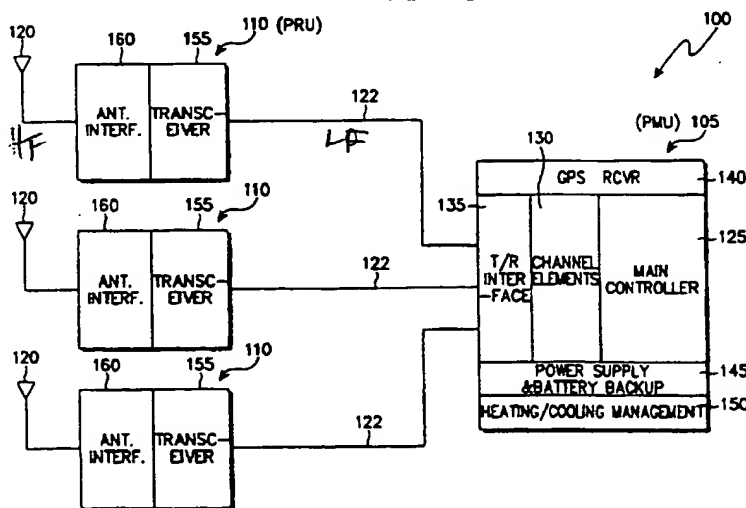 120
160
155
110 (PRU)
100
ANT.
INTERF.
TRANSC-
EIVER
122
LF
(PMU) 105
130
135
GPS RCVR
140
125
T/R
INTER
-FACE
CHANNEL
ELEMENTS
MAIN
CONTROLLER
POWER SUPPLY
&BATTERY BACKUP
145
HEATING/COOLING MANAGEMENT
150
120
160
155
110
ANT.
INTERF.
TRANSC-
EIVER
122
120
160
155
110
ANT.
INTERF.
TRANSC-
EIVER
122